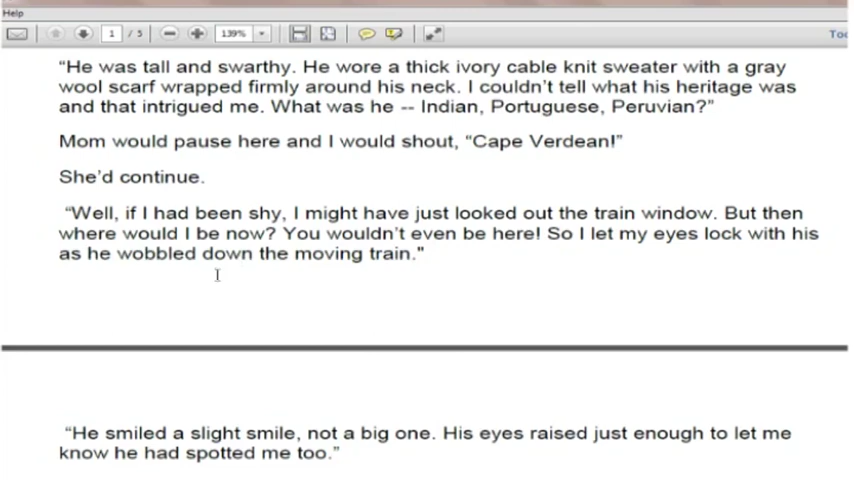 Help
1 / 5
139%
Too
“He was tall and swarthy. He wore a thick ivory cable knit sweater with a gray
wool scarf wrapped firmly around his neck. I couldn’t tell what his heritage was
and that intrigued me. What was he -- Indian, Portuguese, Peruvian?”
Mom would pause here and I would shout, “Cape Verdean!”
She’d continue.
“Well, if I had been shy, I might have just looked out the train window. But then
where would I be now? You wouldn’t even be here! So I let my eyes lock with his
as he wobbled down the moving train."
“He smiled a slight smile, not a big one. His eyes raised just enough to let me
know he had spotted me too.”